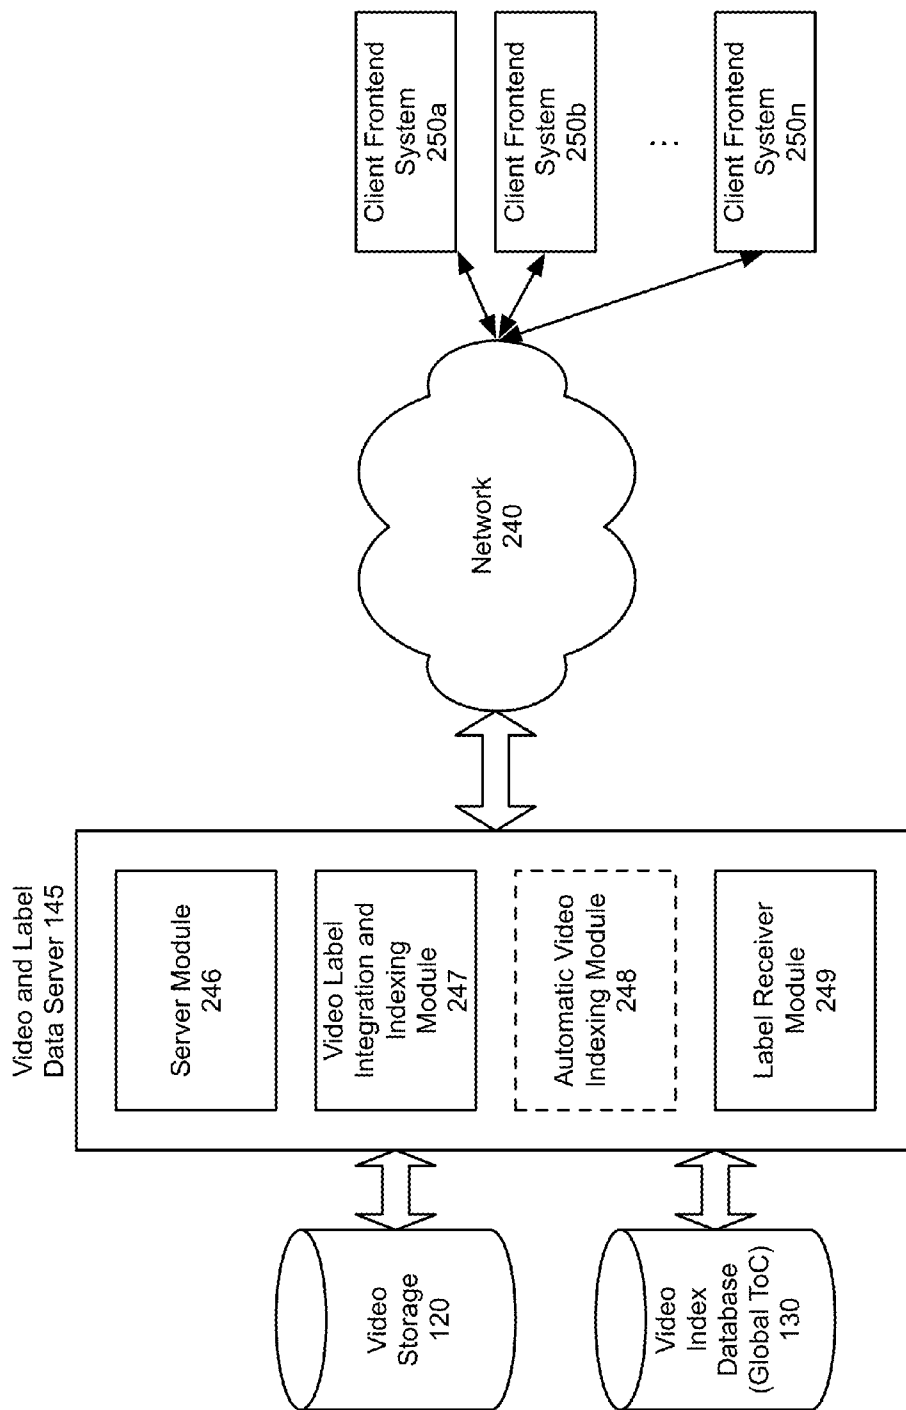 Video and Label
Data Server 145
Video
Storage
120
Video
Index
Database
(Global ToC)
130
Server Module
246
Video Label
Integration and
Indexing
Module
247
Automatic Video
Indexing Module
248
Label Receiver
Module
249
Network
240
Client Frontend
System
250a
Client Frontend
System
250b
...
Client Frontend
System
250n